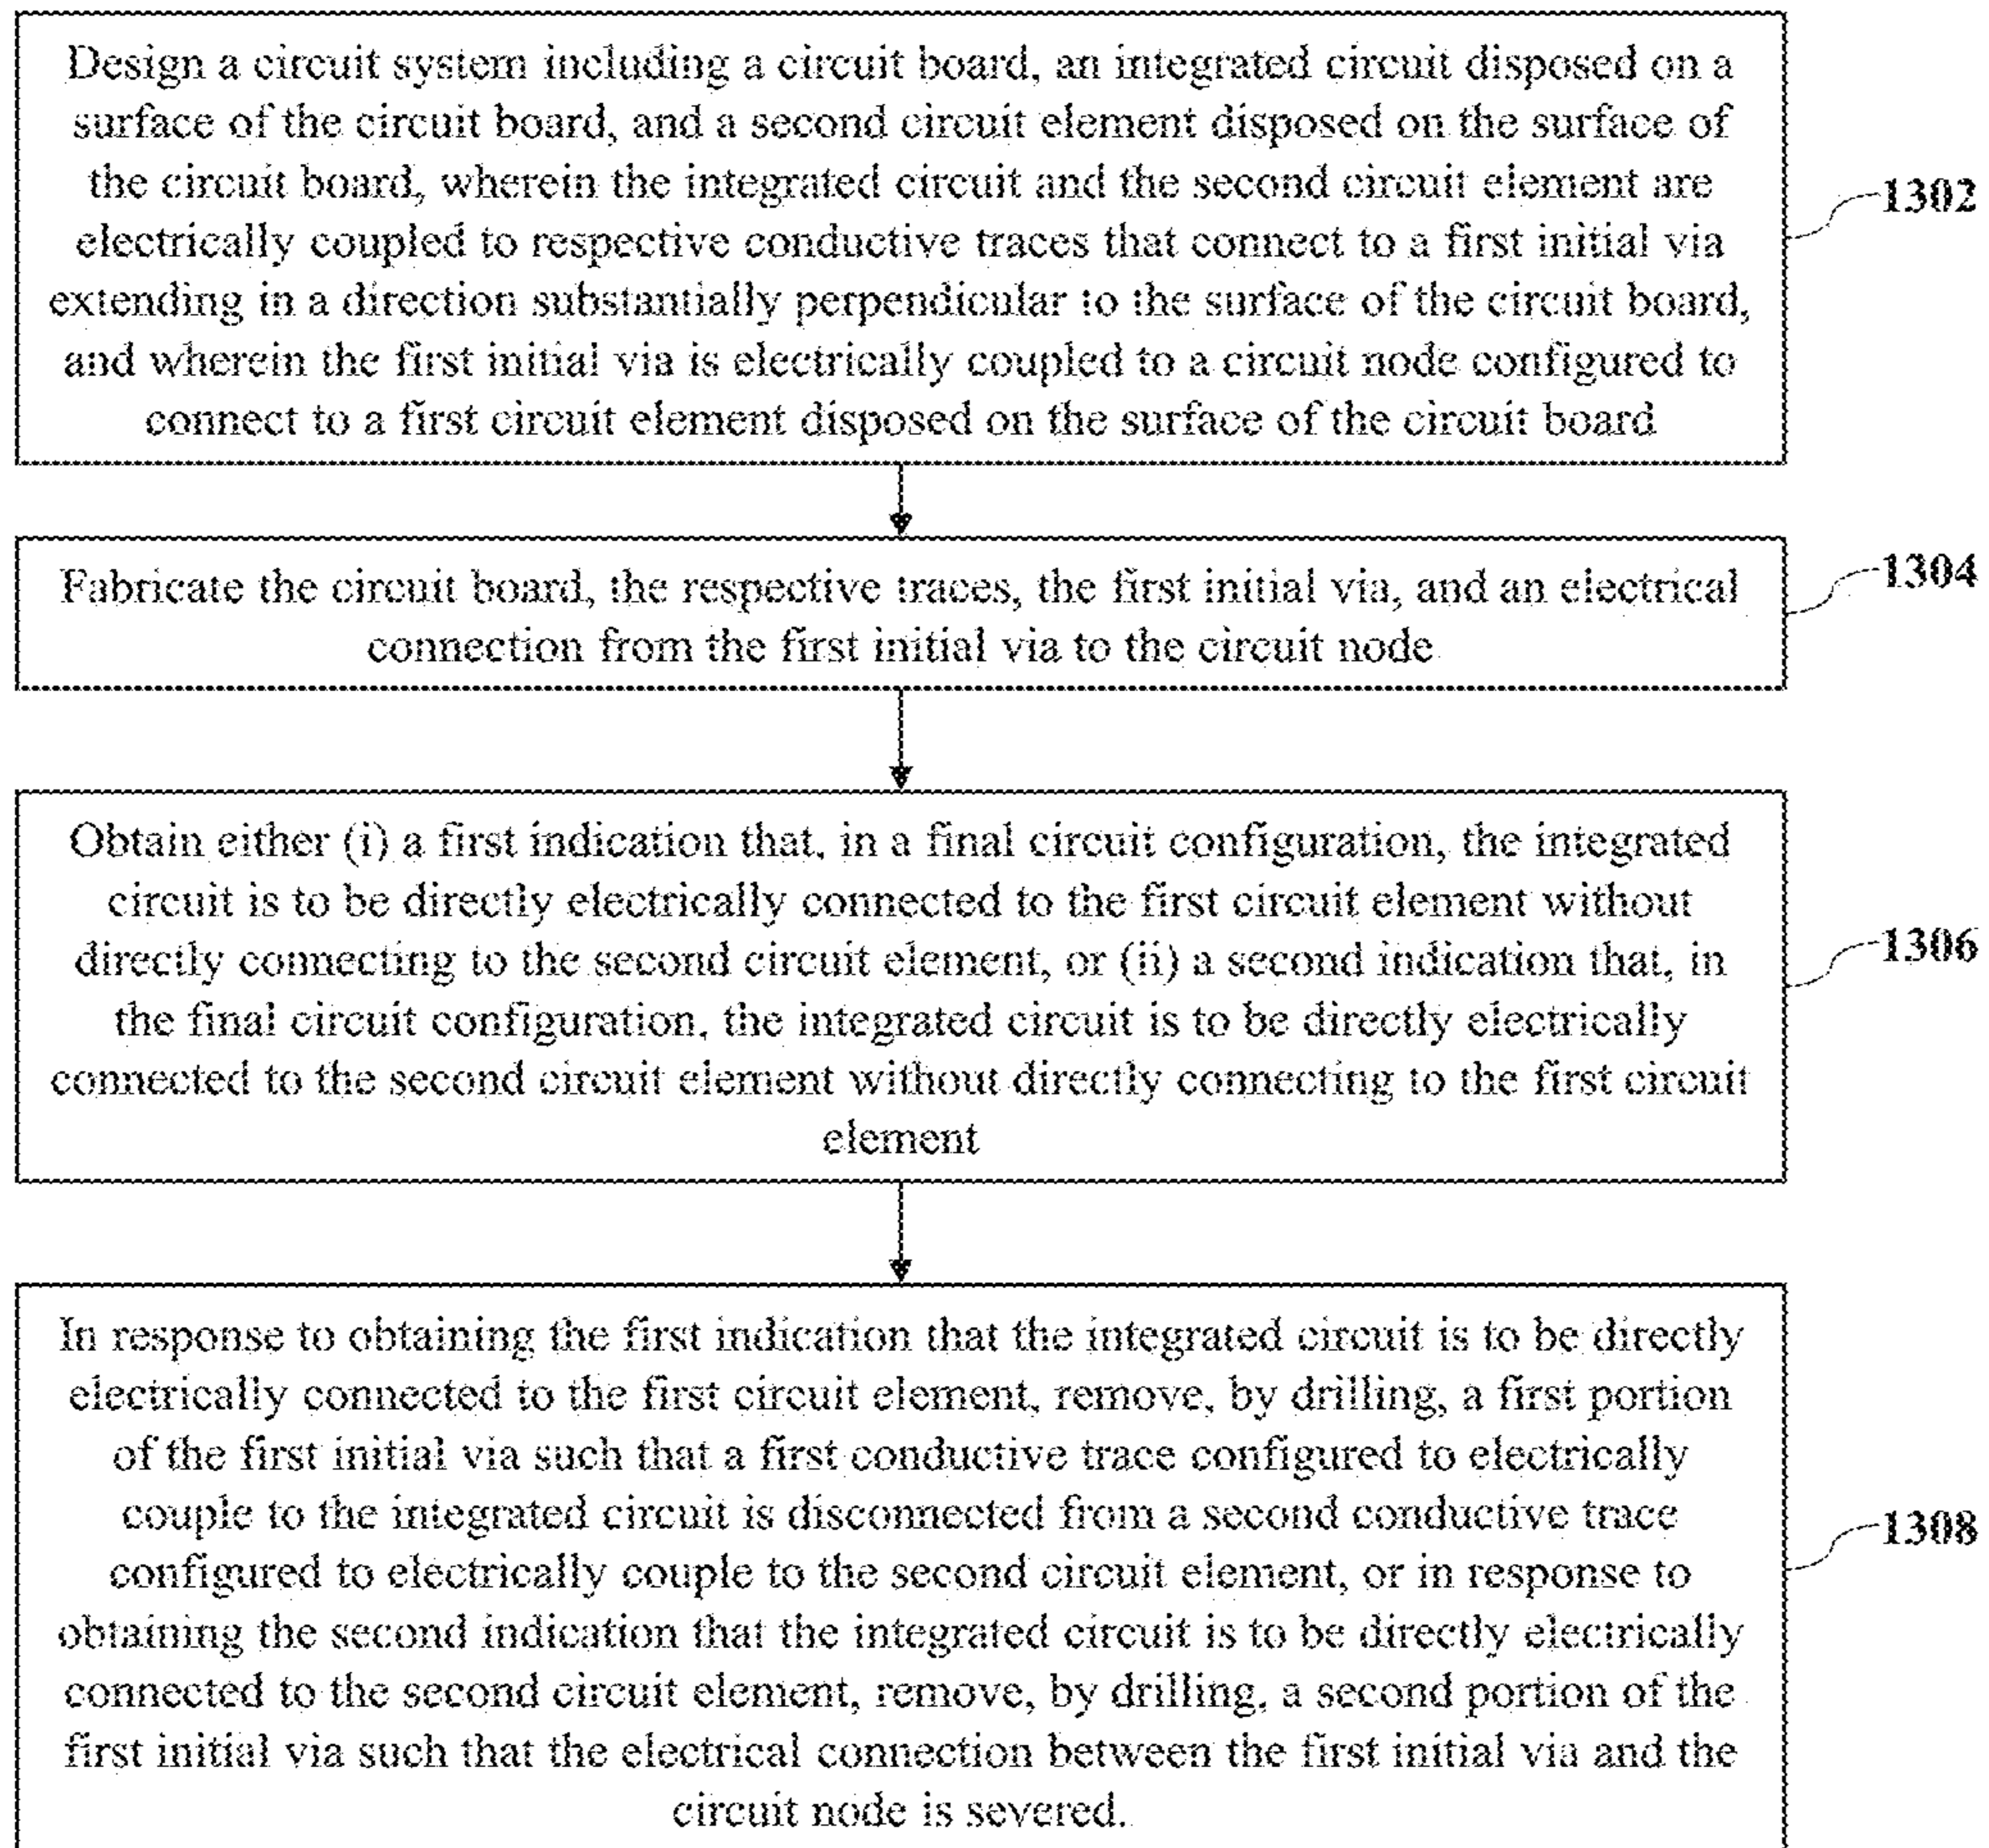 Design a circuit system including a circuit board, an integrated circuit disposed on a
surface of the circuit board, and a second circuit element disposed on the surface of
the circuit board, wherein the integrated circuit and the second circuit element are
electrically coupled to respective conductive traces that connect to a first initial via
extending in a direction substantially perpendicular to the surface of the circuit board,
and wherein the first initial via is electrically coupled to a circuit node configured to
connect to a first circuit element disposed on the surface of the circuit board
1302
Fabricate the circuit board, the respective traces, the first initial via, and an electrical
connection from the first initial via to the circuit node
1304
Obtain either (i) a first indication that, in a final circuit configuration, the integrated
circuit is to be directly electrically connected to the first circuit element without
directly connecting to the second circuit element, or (ii) a second indication that, in
the final circuit configuration, the integrated circuit is to be directly electrically
connected to the second circuit element without directly connecting to the first circuit
element
1306
In response to obtaining the first indication that the integrated circuit is to be directly
electrically connected to the first circuit element, remove, by drilling, a first portion
of the first initial via such that a first conductive trace configured to electrically
couple to the integrated circuit is disconnected from a second conductive trace
configured to electrically couple to the second circuit element, or in response to
obtaining the second indication that the integrated circuit is to be directly electrically
connected to the second circuit element, remove, by drilling, a second portion of the
first initial via such that the electrical connection between the first initial via and the
circuit node is severed.
1308